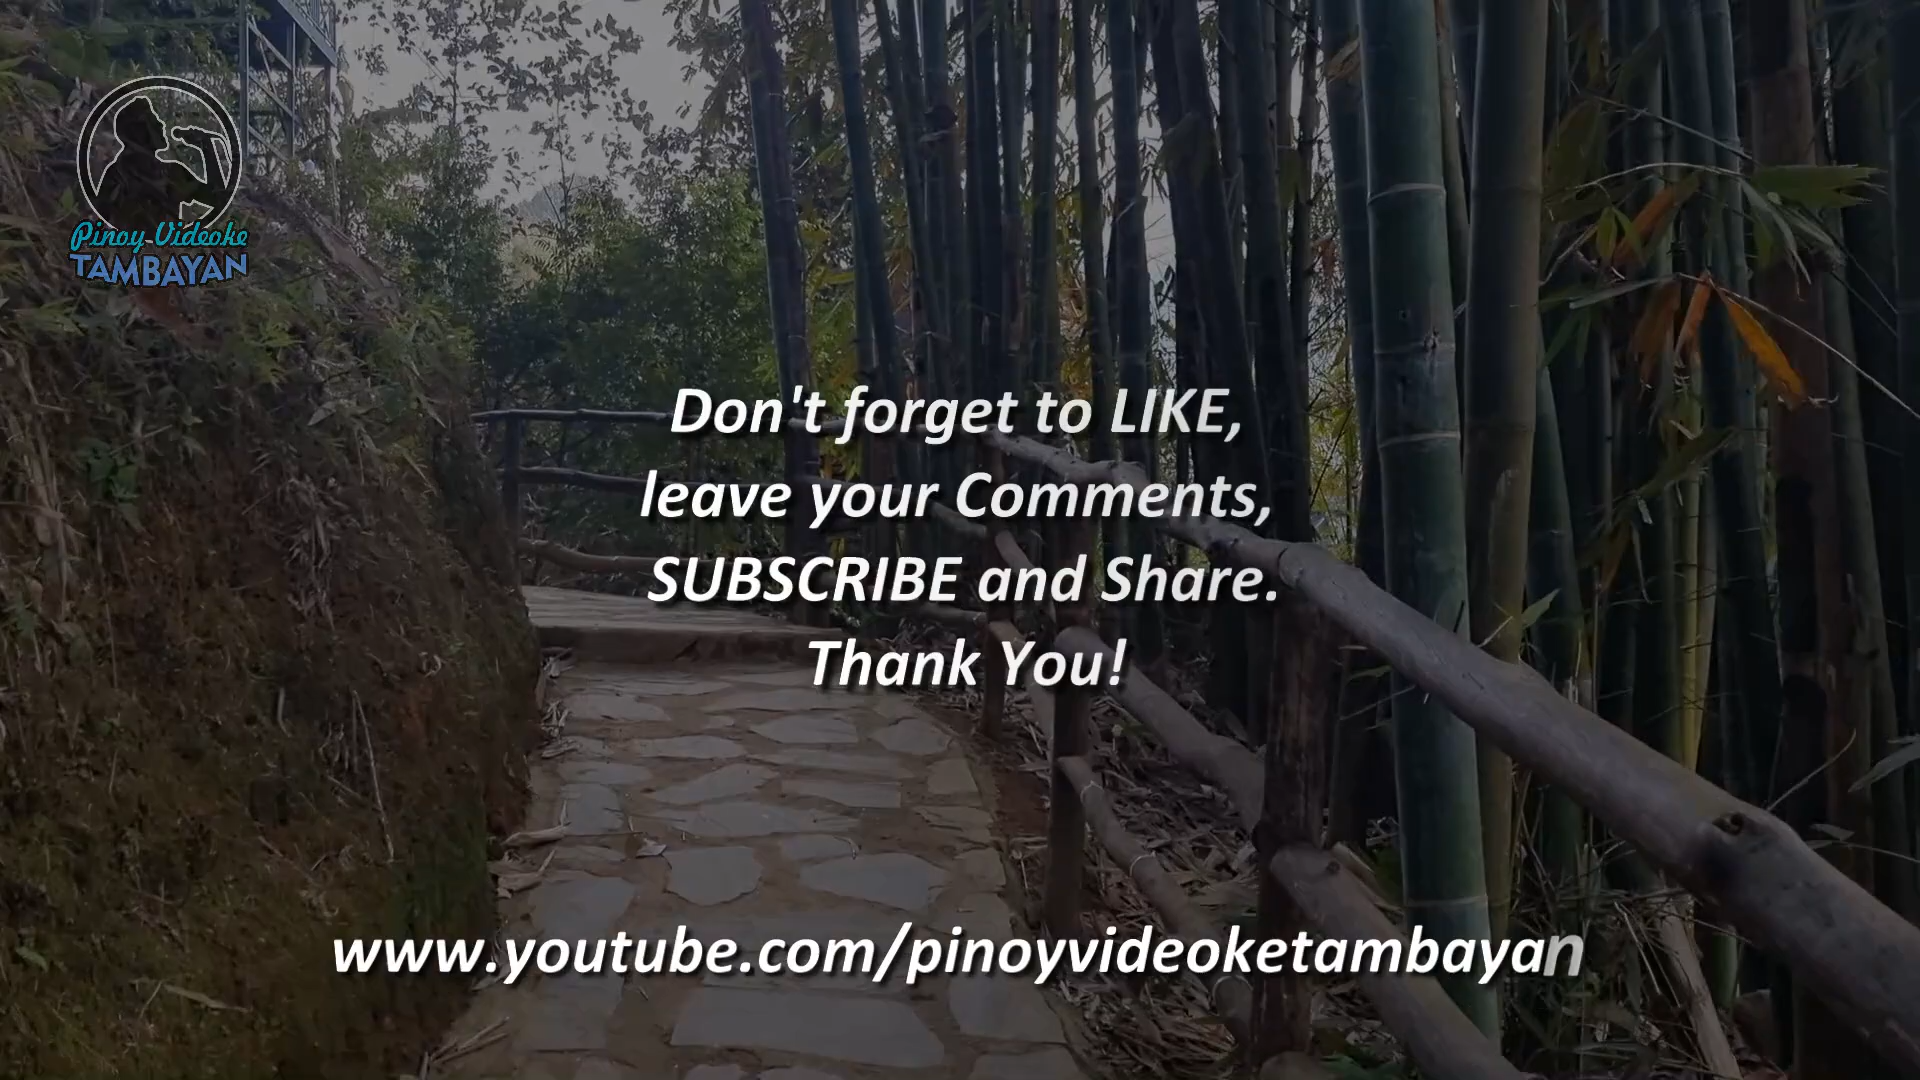 Pinoy Videoke
TAMBAYAN
Don't forget to LIKE,
leave your Comments,
SUBSCRIBE and Share.
Thank You!
www.youtube.com/pinoyvideoketambayan